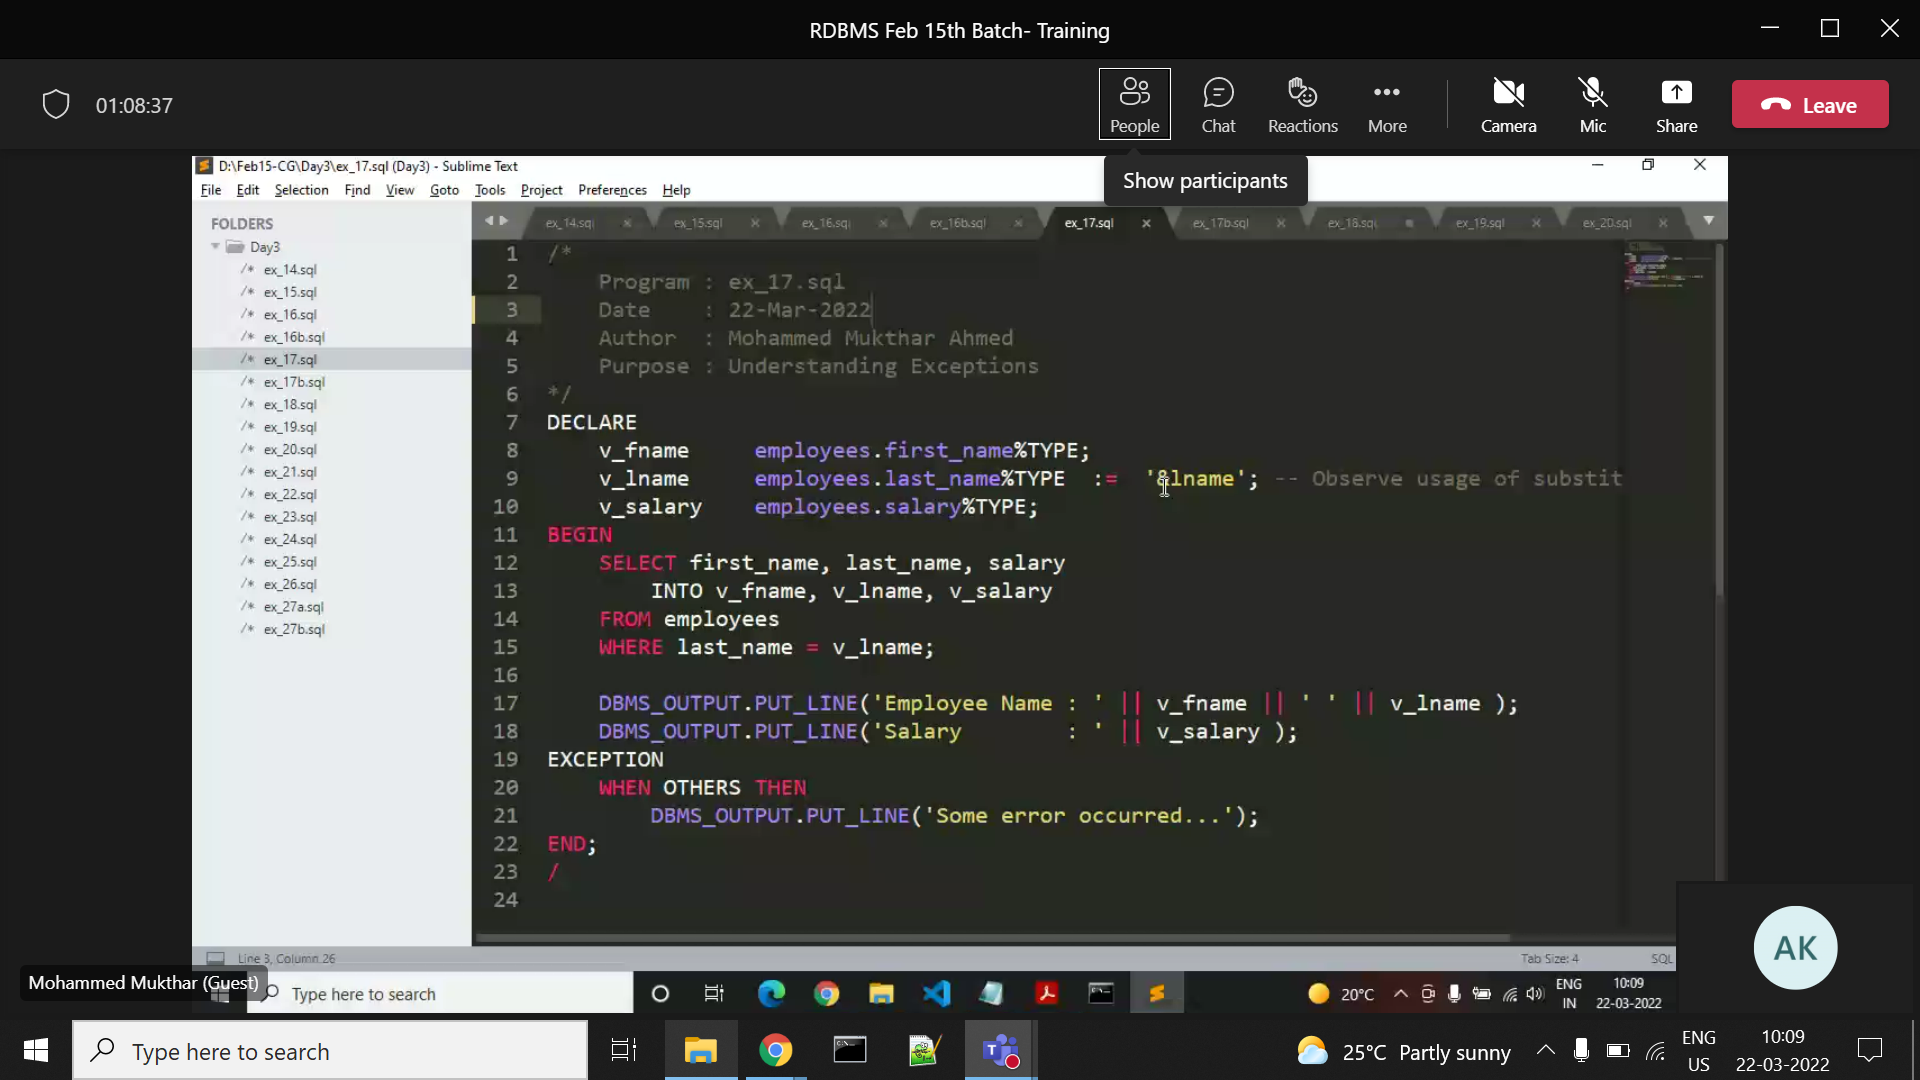 RDBMS Feb 15th Batch- Training
01:08:37
People
Chat
Reactions
More
Camera
Mic
Share
Leave
Show participants
D:\Feb15-CG\Day3\ex_17.sql (Day3) - Sublime Text
File Edit Selection Find View Goto Tools Project Preferences Help
FOLDERS
Day3
/* ex_14.sql
/* ex_15.sql
/* ex_16.sql
/* ex_16b.sql
/* ex_17.sql
/* ex_17b.sql
/* ex_18.sql
/* ex_19.sql
/* ex_20.sql
/* ex_21.sql
/* ex_22.sql
/* ex_23.sql
/* ex_24.sql
/* ex_25.sql
/* ex_26.sql
/* ex_27a.sql
/* ex_27b.sql
ex_14.sql ex_15.sql ex_16.sql ex_16b.sql ex_17.sql ex_17b.sql ex_18.sql ex_19.sql ex_20.sql
1 /*
2 Program : ex_17.sql
3 Date : 22-Mar-2022
4 Author : Mohammed Mukthar Ahmed
5 Purpose : Understanding Exceptions
6 */
7 DECLARE
8 v_fname employees.first_name%TYPE;
9 v_lname employees.last_name%TYPE := '&lname'; -- Observe usage of substit
10 v_salary employees.salary%TYPE;
11 BEGIN
12 SELECT first_name, last_name, salary
13 INTO v_fname, v_lname, v_salary
14 FROM employees
15 WHERE last_name = v_lname;
16
17 DBMS_OUTPUT.PUT_LINE('Employee Name : ' || v_fname || ' ' || v_lname );
18 DBMS_OUTPUT.PUT_LINE('Salary : ' || v_salary );
19 EXCEPTION
20 WHEN OTHERS THEN
21 DBMS_OUTPUT.PUT_LINE('Some error occurred...');
22 END;
23 /
24
Line 3, Column 26
Tab Size: 4
SQL
Mohammed Mukthar (Guest)
Type here to search
20°C
ENG
IN
10:09
22-03-2022
AK
Type here to search
25°C Partly sunny
ENG
US
10:09
22-03-2022